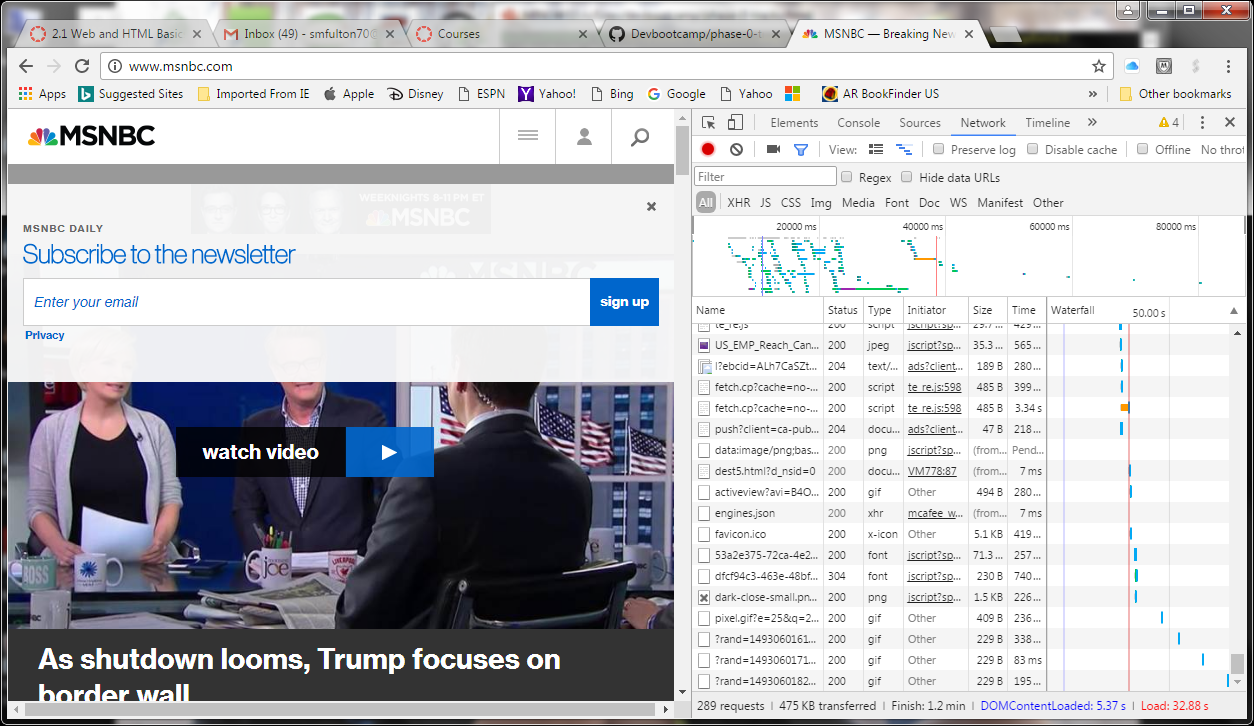 2.1 Web and HTML Basic
Inbox (49) - smfulton70@
Courses
Devbootcamp/phase-0-t
MSNBC — Breaking New
www.msnbc.com
Apps
Suggested Sites
Imported From IE
Apple
Disney
ESPN
Yahoo!
Bing
Google
Yahoo
AR BookFinder US
»
Other bookmarks
MSNBC
WEEKNIGHTS 8-11 PM ET
MSNBC
MSNBC DAILY
Subscribe to the newsletter
Enter your email
sign up
Privacy
watch video
As shutdown looms, Trump focuses on
border wall
Elements Console Sources Network Timeline » 4
View: Preserve log Disable cache Offline No throt
Filter Regex Hide data URLs
All XHR JS CSS Img Media Font Doc WS Manifest Other
20000 ms 40000 ms 60000 ms 80000 ms
Name Status Type Initiator Size Time Waterfall 50.00 s
te_re.js 200 script jscript?sp... 29.7 ... 429...
US_EMP_Reach_Can... 200 jpeg jscript?sp... 35.3 ... 565...
l?ebcid=ALh7CaSZt... 204 text/... ads?client... 189 B 280...
fetch.cp?cache=no-... 200 script te_re.js:598 485 B 399...
fetch.cp?cache=no-... 200 script te_re.js:598 485 B 3.34 s
push?client=ca-pub... 204 docu... ads?client... 47 B 218...
data:image/png;bas... 200 png jscript?sp... (from... Pend...
dest5.html?d_nsid=0 200 docu... VM778:87 (from... 7 ms
activeview?avi=B4O... 200 gif Other 494 B 280...
engines.json 200 xhr mcafee_w... (from... 7 ms
favicon.ico 200 x-icon Other 5.1 KB 419...
53a2e375-72ca-4e2... 200 font jscript?sp... 71.3 ... 257...
dfcf94c3-463e-48bf... 304 font jscript?sp... 230 B 740...
dark-close-small.pn... 200 png jscript?sp... 1.5 KB 226...
pixel.gif?e=25&q=2... 200 gif Other 409 B 236...
?rand=1493060161... 200 gif Other 229 B 338...
?rand=1493060171... 200 gif Other 229 B 83 ms
?rand=1493060182... 200 gif Other 229 B 195...
289 requests | 475 KB transferred | Finish: 1.2 min | DOMContentLoaded: 5.37 s | Load: 32.88 s